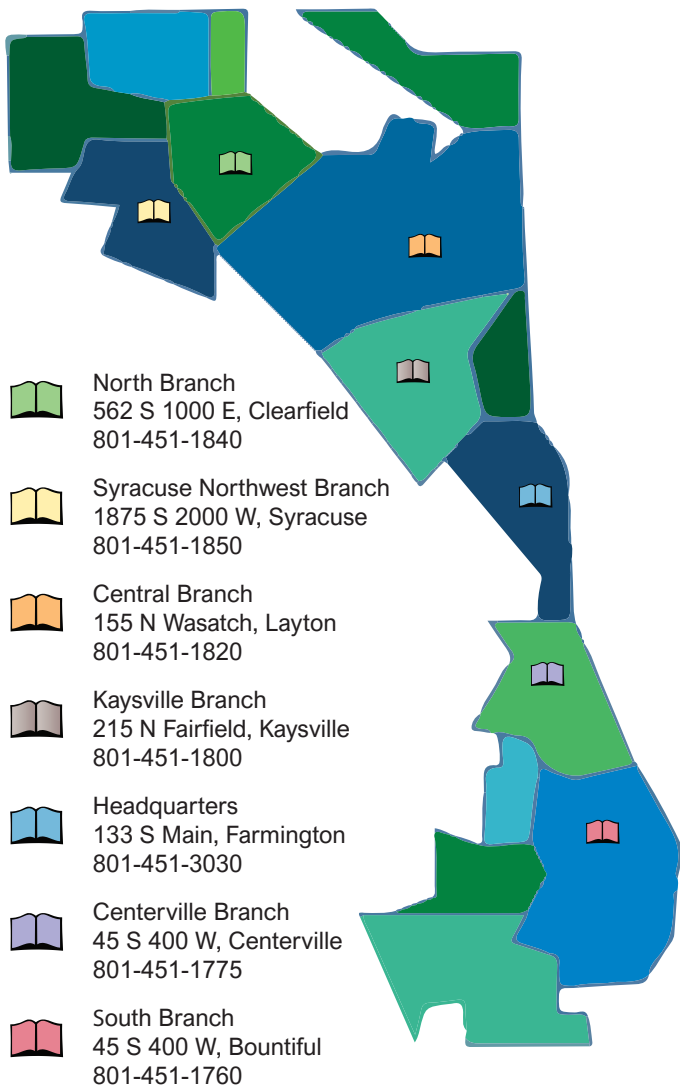 North Branch
562 S 1000 E, Clearfield
801-451-1840
Syracuse Northwest Branch
1875 S 2000 W, Syracuse
801-451-1850
Central Branch
155 N Wasatch, Layton
801-451-1820
Kaysville Branch
215 N Fairfield, Kaysville
801-451-1800
Headquarters
133 S Main, Farmington
801-451-3030
Centerville Branch
45 S 400 W, Centerville
801-451-1775
South Branch
45 S 400 W, Bountiful
801-451-1760